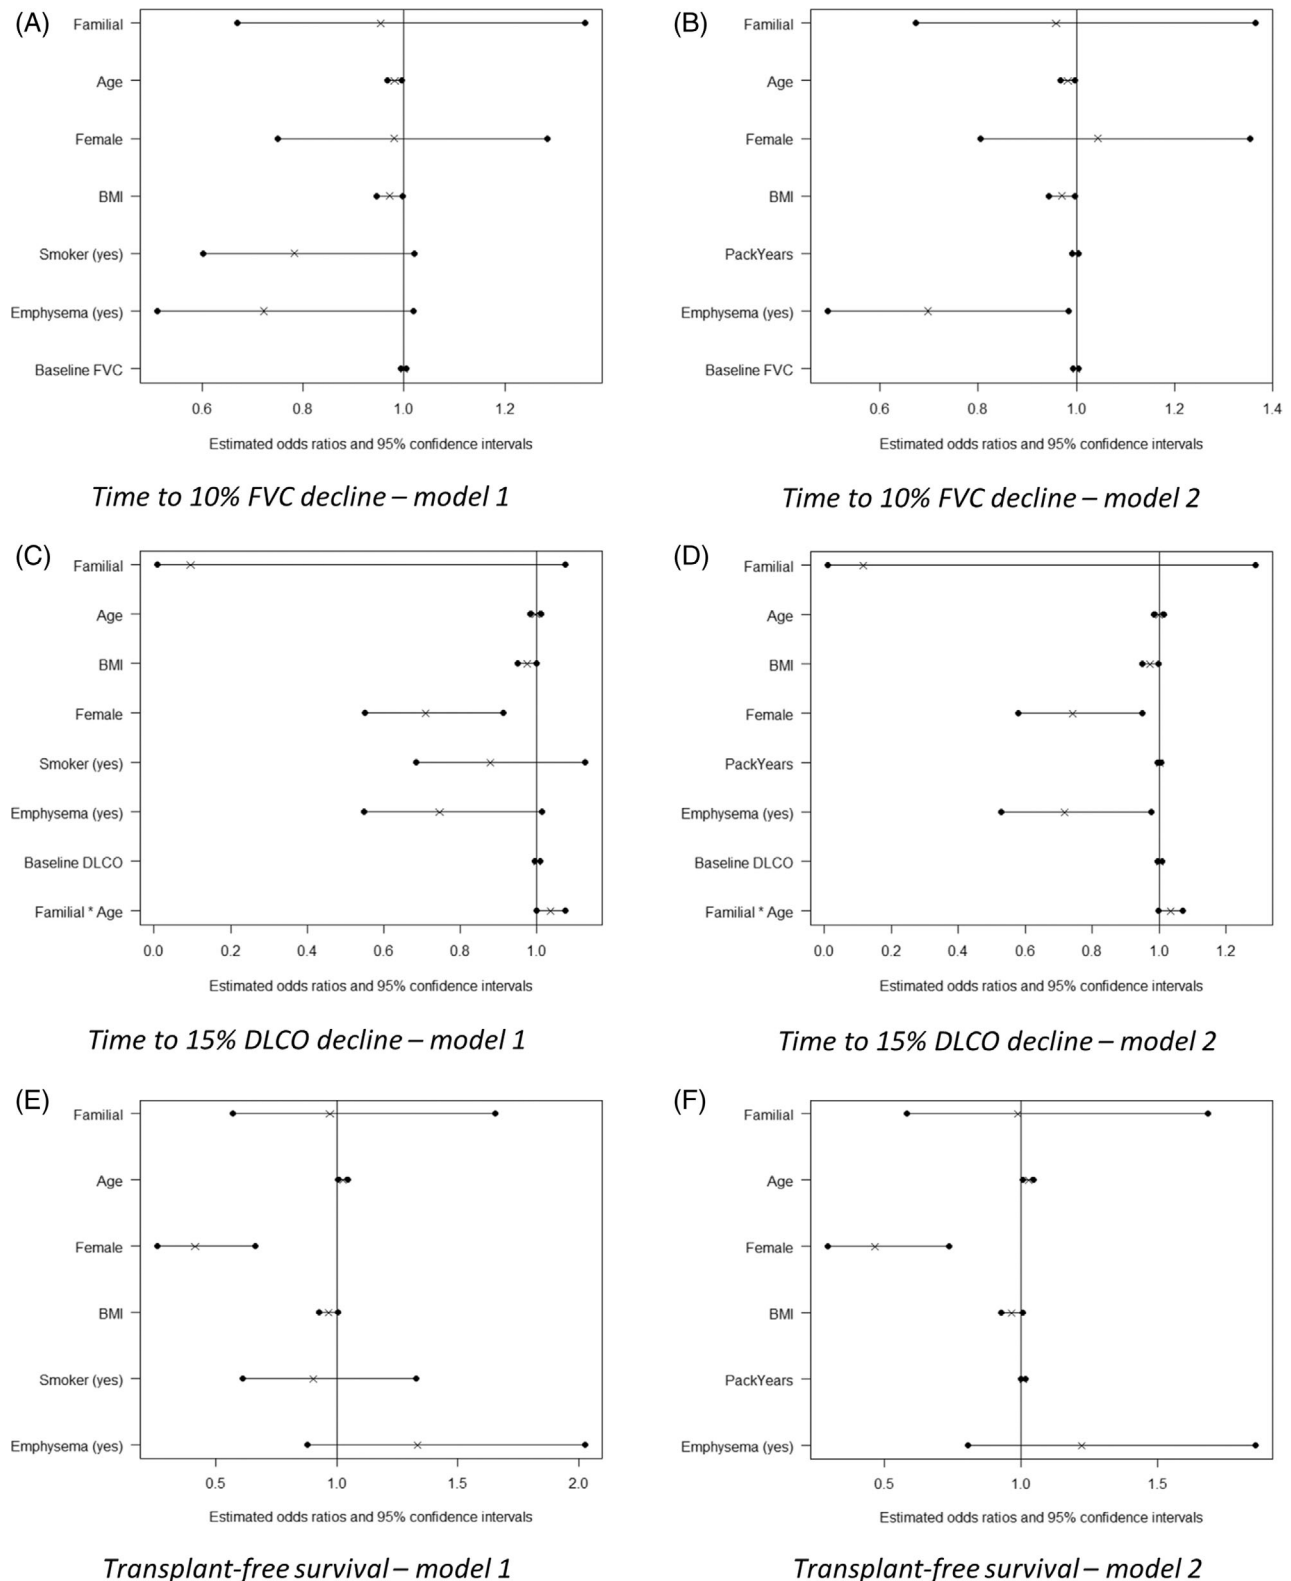 (A)
Familial
Age
Female
BMI
Smoker (yes)
Emphysema (yes)
Baseline FVC
0.6 0.8 1.0 1.2
Estimated odds ratios and 95% confidence intervals
Time to 10% FVC decline – model 1
(B)
Familial
Age
Female
BMI
PackYears
Emphysema (yes)
Baseline FVC
0.6 0.8 1.0 1.2 1.4
Estimated odds ratios and 95% confidence intervals
Time to 10% FVC decline – model 2
(C)
Familial
Age
BMI
Female
Smoker (yes)
Emphysema (yes)
Baseline DLCO
Familial * Age
0.0 0.2 0.4 0.6 0.8 1.0
Estimated odds ratios and 95% confidence intervals
Time to 15% DLCO decline – model 1
(D)
Familial
Age
BMI
Female
PackYears
Emphysema (yes)
Baseline DLCO
Familial * Age
0.0 0.2 0.4 0.6 0.8 1.0 1.2
Estimated odds ratios and 95% confidence intervals
Time to 15% DLCO decline – model 2
(E)
Familial
Age
Female
BMI
Smoker (yes)
Emphysema (yes)
0.5 1.0 1.5 2.0
Estimated odds ratios and 95% confidence intervals
Transplant-free survival – model 1
(F)
Familial
Age
Female
BMI
PackYears
Emphysema (yes)
0.5 1.0 1.5
Estimated odds ratios and 95% confidence intervals
Transplant-free survival – model 2